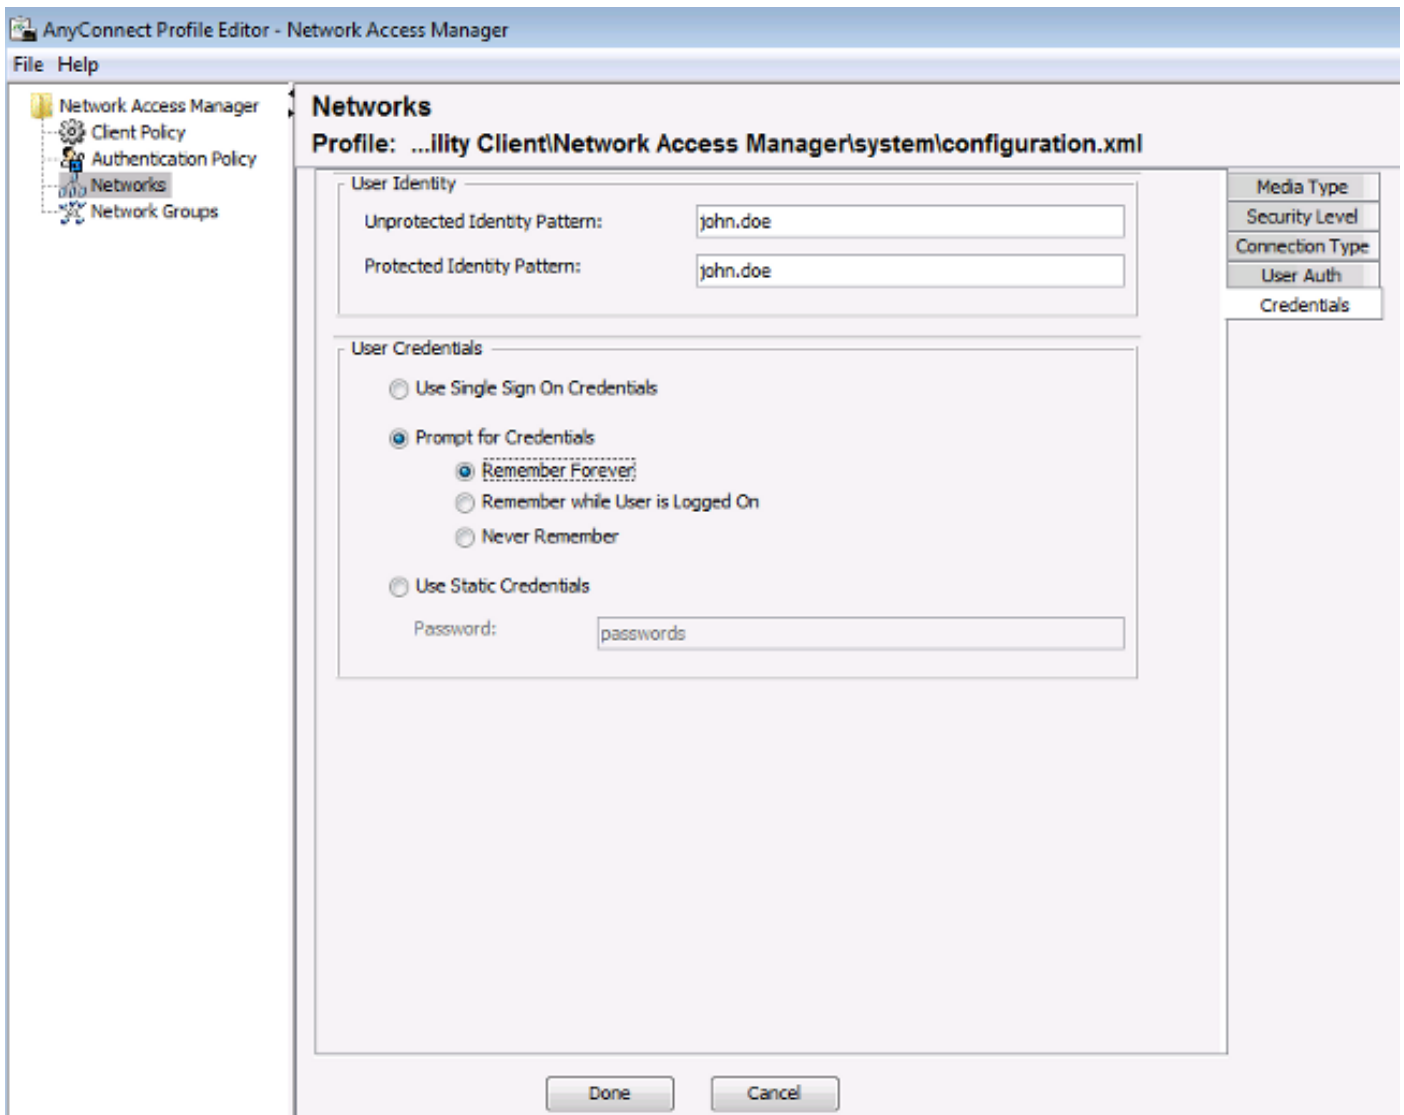 AnyConnect Profile Editor - Network Access Manager
File Help
Network Access Manager
Client Policy
Authentication Policy
Networks
Network Groups
Networks
Profile: ...ility Client\Network Access Manager\system\configuration.xml
User Identity
Unprotected Identity Pattern: john.doe
Protected Identity Pattern: john.doe
User Credentials
Use Single Sign On Credentials
Prompt for Credentials
Remember Forever
Remember while User is Logged On
Never Remember
Use Static Credentials
Password: passwords
Media Type
Security Level
Connection Type
User Auth
Credentials
Done Cancel